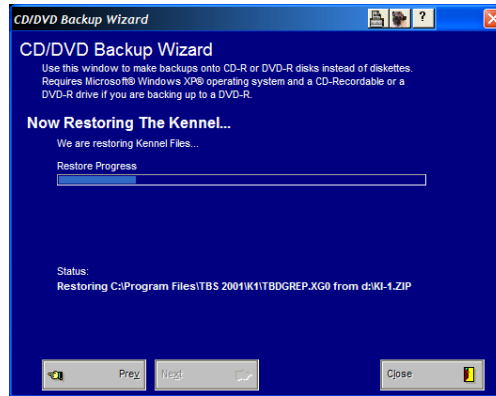 CD/DVD Backup Wizard
?
CD/DVD Backup Wizard
Use this window to make backups onto CD-R or DVD-R disks instead of diskettes.
Requires Microsoft® Windows XP® operating system and a CD-Recordable or a
DVD-R drive if you are backing up to a DVD-R.
Now Restoring The Kennel...
We are restoring Kennel Files...
Restore Progress
Status:
Restoring C:\Program Files\TBS 2001\K1\TBDGREP.XG0 from d:\KI-1.ZIP
Prev
Next
Close